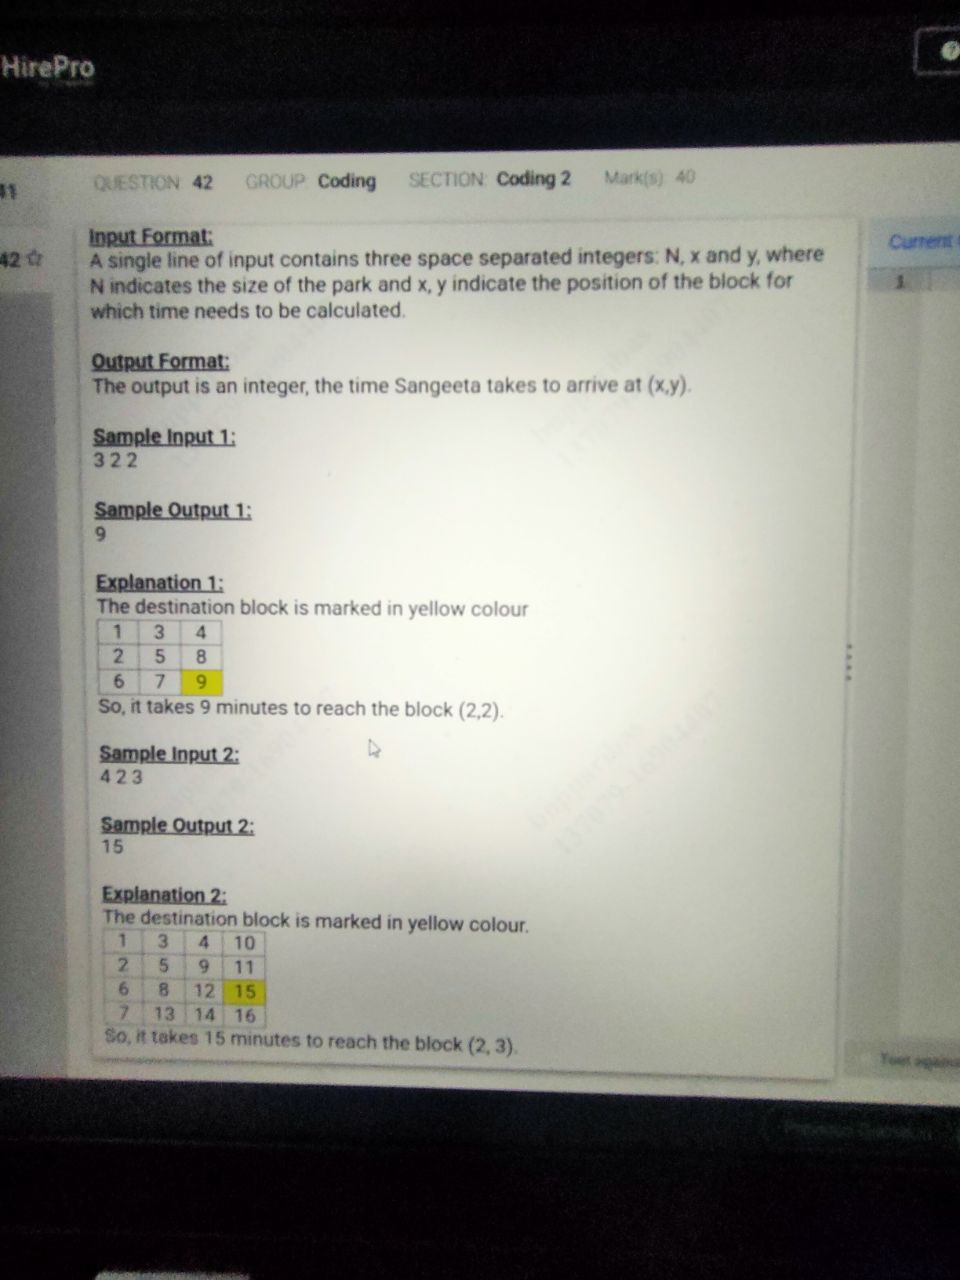 HirePro
41
QUESTION 42 GROUP Coding SECTION: Coding 2 Mark(s) 40
42
Input Format:
A single line of input contains three space separated integers: N, x and y, where
N indicates the size of the park and x, y indicate the position of the block for
which time needs to be calculated.
Current
1
Output Format:
The output is an integer, the time Sangeeta takes to arrive at (x,y).
Sample Input 1:
3 2 2
Sample Output 1:
9
Explanation 1:
The destination block is marked in yellow colour
1 3 4
2 5 8
6 7 9
So, it takes 9 minutes to reach the block (2,2).
Sample Input 2:
4 2 3
Sample Output 2:
15
Explanation 2:
The destination block is marked in yellow colour.
1 3 4 10
2 5 9 11
6 8 12 15
7 13 14 16
So, it takes 15 minutes to reach the block (2, 3).